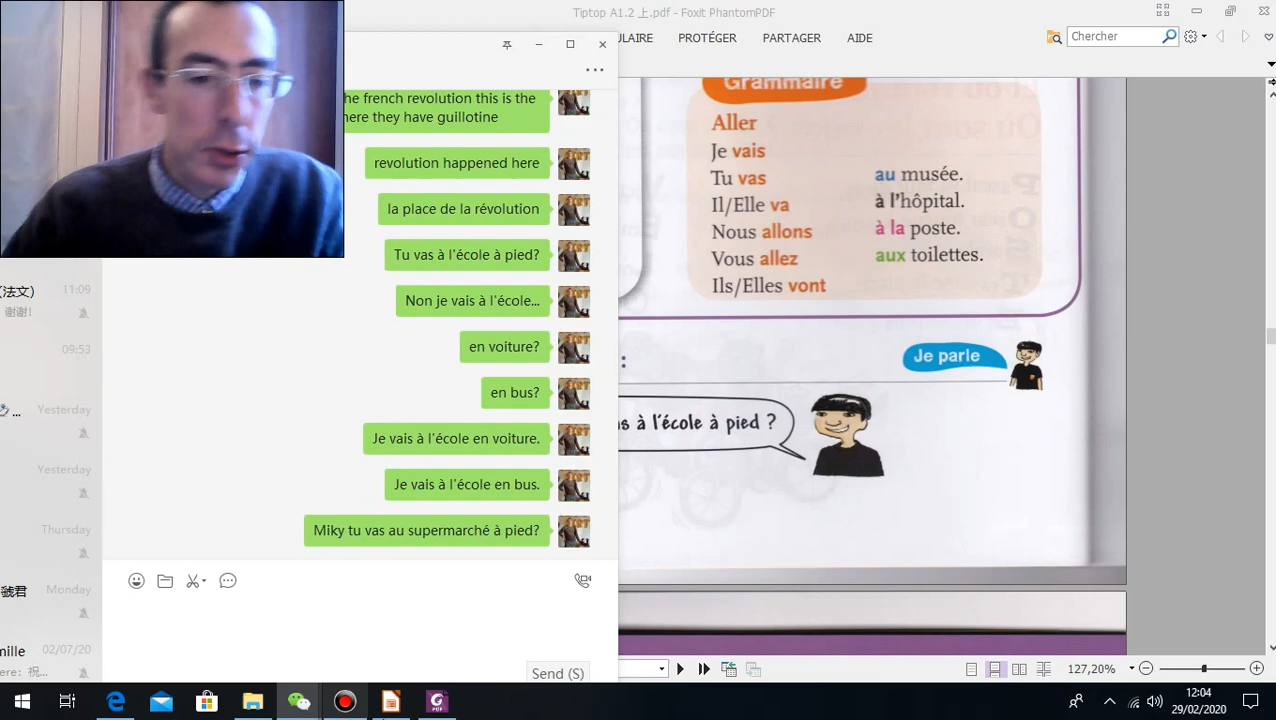 Tiptop A1.2 上.pdf - Foxit PhantomPDF
PROTÉGER
PARTAGER
AIDE
Chercher
he french revolution this is the
here they have guillotine
revolution happened here
la place de la révolution
Tu vas à l'école à pied?
Non je vais à l'école...
en voiture?
en bus?
Je vais à l'école en voiture.
Je vais à l'école en bus.
Miky tu vas au supermarché à pied?
Send (S)
(法文)
11:09
谢谢!
09:53
Yesterday
Yesterday
Thursday
Monday
02/07/20
Grammaire
Aller
Je vais
Tu vas
Il/Elle va
Nous allons
Vous allez
Ils/Elles vont
au musée.
à l'hôpital.
à la poste.
aux toilettes.
:
Je parle
à l'école à pied ?
127,20%
12:04
29/02/2020